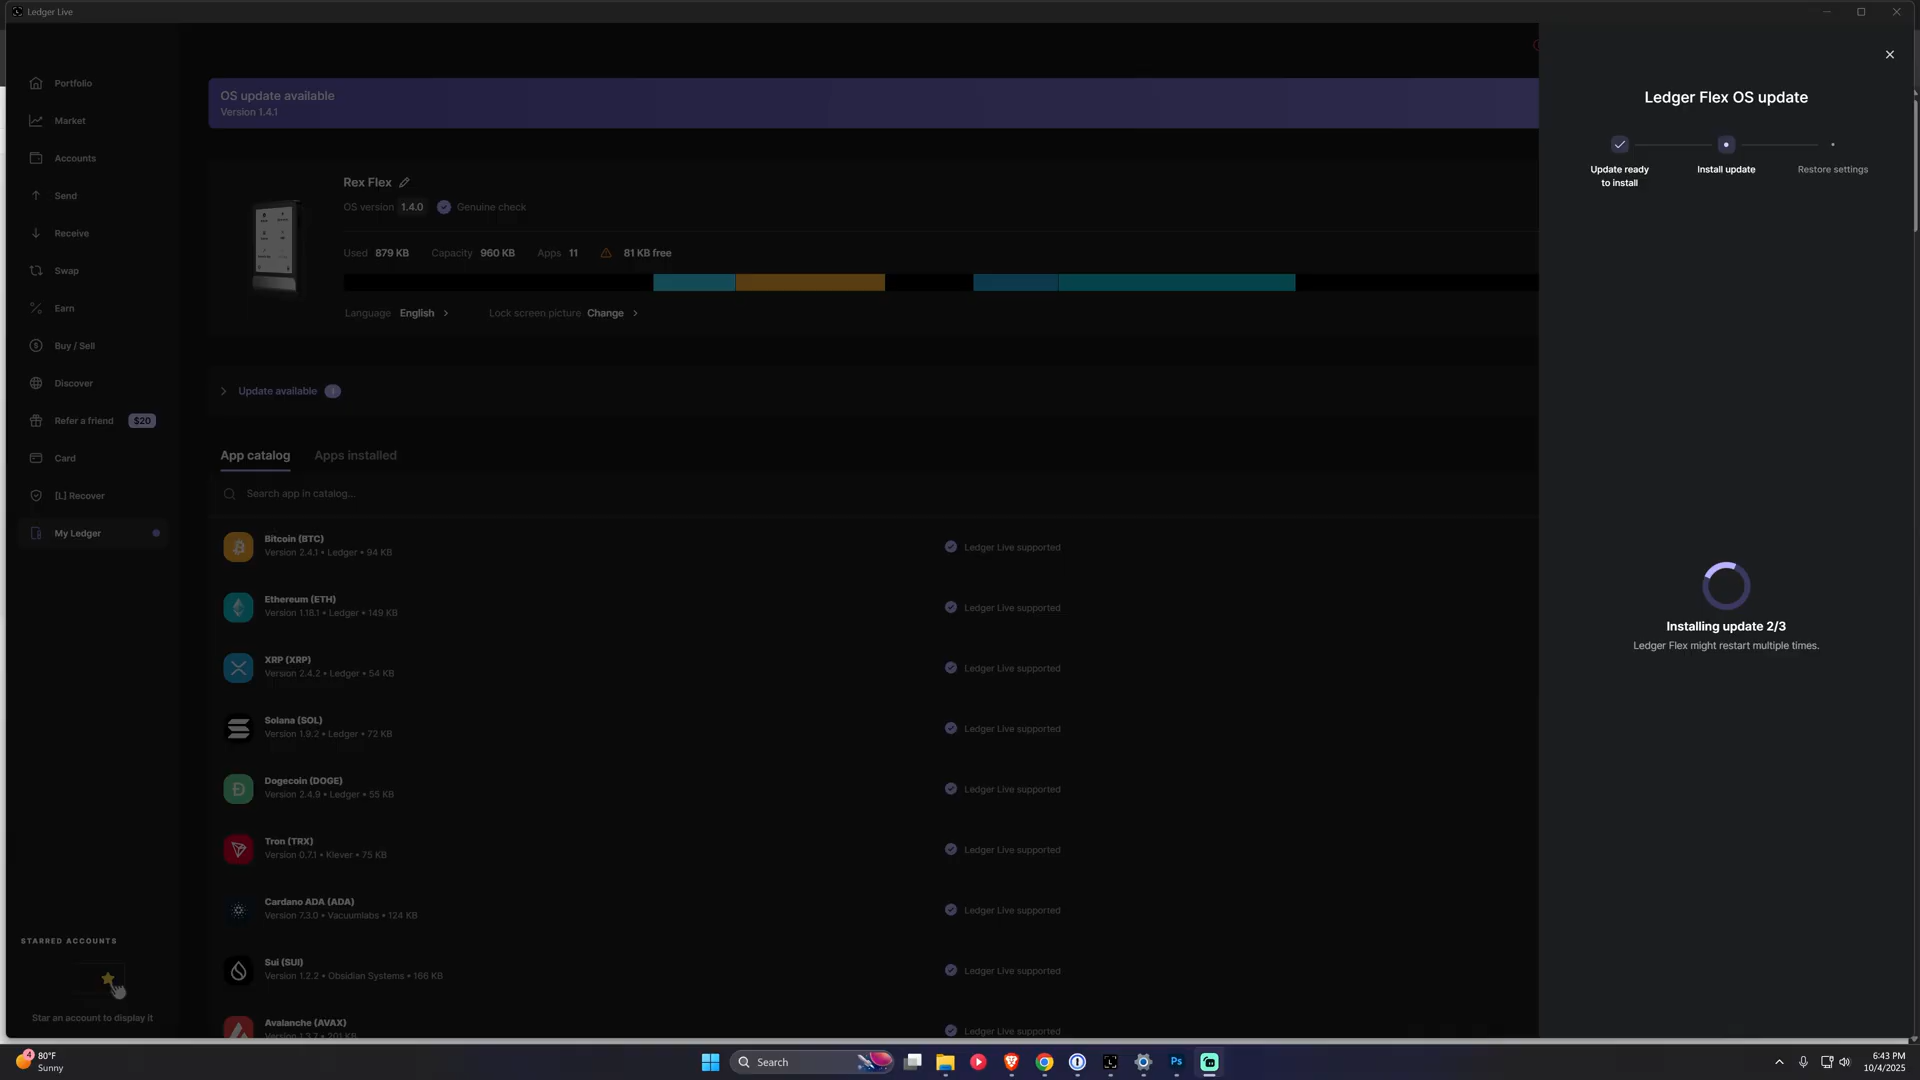 Ledger Live
Portfolio
Market
Accounts
Send
Receive
Swap
Earn
Buy / Sell
Discover
Refer a friend $20
Card
[L] Recover
My Ledger
STARRED ACCOUNTS
Star an account to display it
OS update available
Version 1.4.1
Rex Flex
OS version 1.4.0 Genuine check
Used 879 KB Capacity 960 KB Apps 11 81 KB free
Language English Lock screen picture Change
Update available
App catalog Apps installed
Search app in catalog...
Bitcoin (BTC)
Version 2.4.1 • Ledger • 94 KB
Ledger Live supported
Ethereum (ETH)
Version 1.18.1 • Ledger • 149 KB
Ledger Live supported
XRP (XRP)
Version 2.4.2 • Ledger • 54 KB
Ledger Live supported
Solana (SOL)
Version 1.9.2 • Ledger • 72 KB
Ledger Live supported
Dogecoin (DOGE)
Version 2.4.9 • Ledger • 55 KB
Ledger Live supported
Tron (TRX)
Version 0.7.1 • Klever • 75 KB
Ledger Live supported
Cardano ADA (ADA)
Version 7.3.0 • Vacuumlabs • 124 KB
Ledger Live supported
Sui (SUI)
Version 1.2.2 • Obsidian Systems • 166 KB
Ledger Live supported
Avalanche (AVAX)
Version 1.3.7 • 201 KB
Ledger Live supported
Ledger Flex OS update
Update ready
to install
Install update
Restore settings
Installing update 2/3
Ledger Flex might restart multiple times.
4
80°F
Sunny
Search
Ps
6:43 PM
10/4/2025